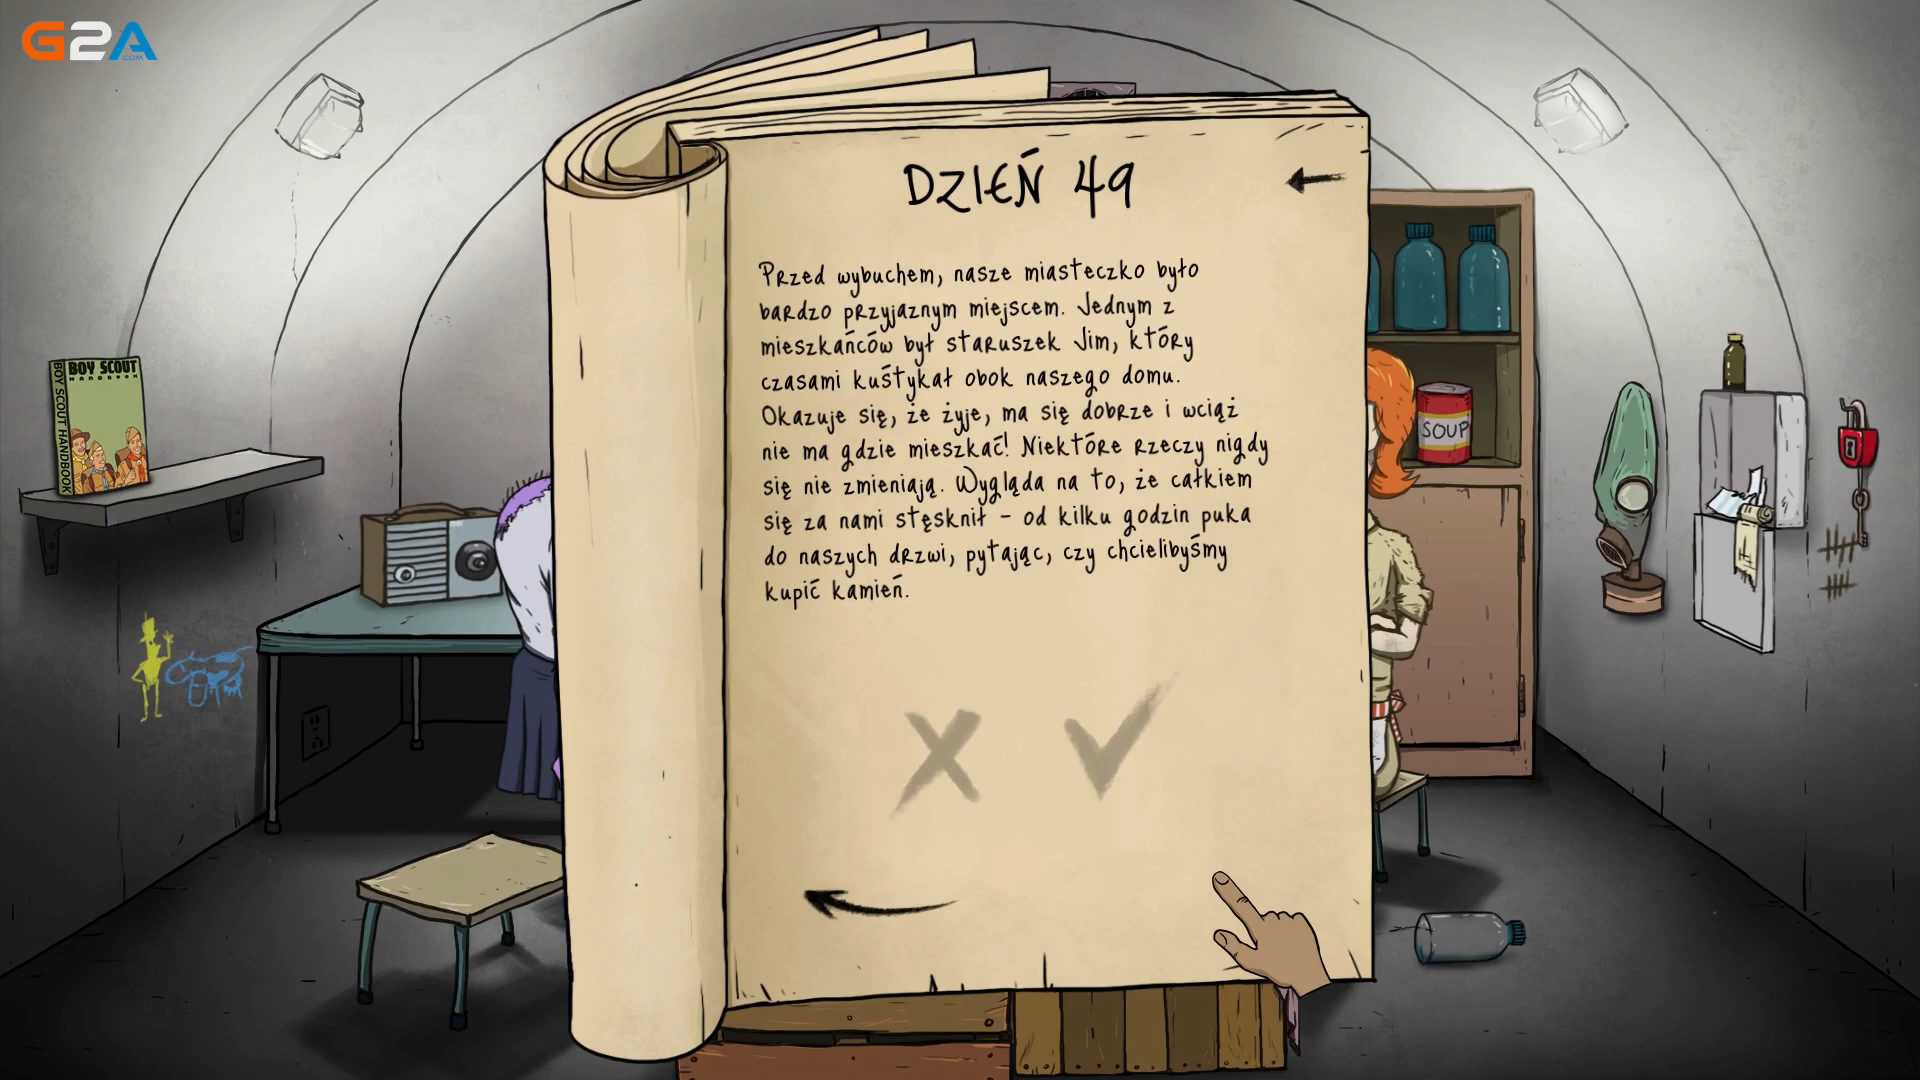 G2A
.COM
DZIEŃ 49
Przed wybuchem, nasze miasteczko było
bardzo przyjaznym miejscem. Jednym z
mieszkańców był staruszek Jim, który
czasami kuśtykał obok naszego domu.
Okazuje się, że żyje, ma się dobrze i wciąż
nie ma gdzie mieszkać! Niektóre rzeczy nigdy
się nie zmieniają. Wygląda na to, że całkiem
się za nami stęsknił - od kilku godzin puka
do naszych drzwi, pytając, czy chcielibyśmy
kupić kamień.
BOY SCOUT
HANDBOOK
BOY SCOUT HANDBOOK
SOUP